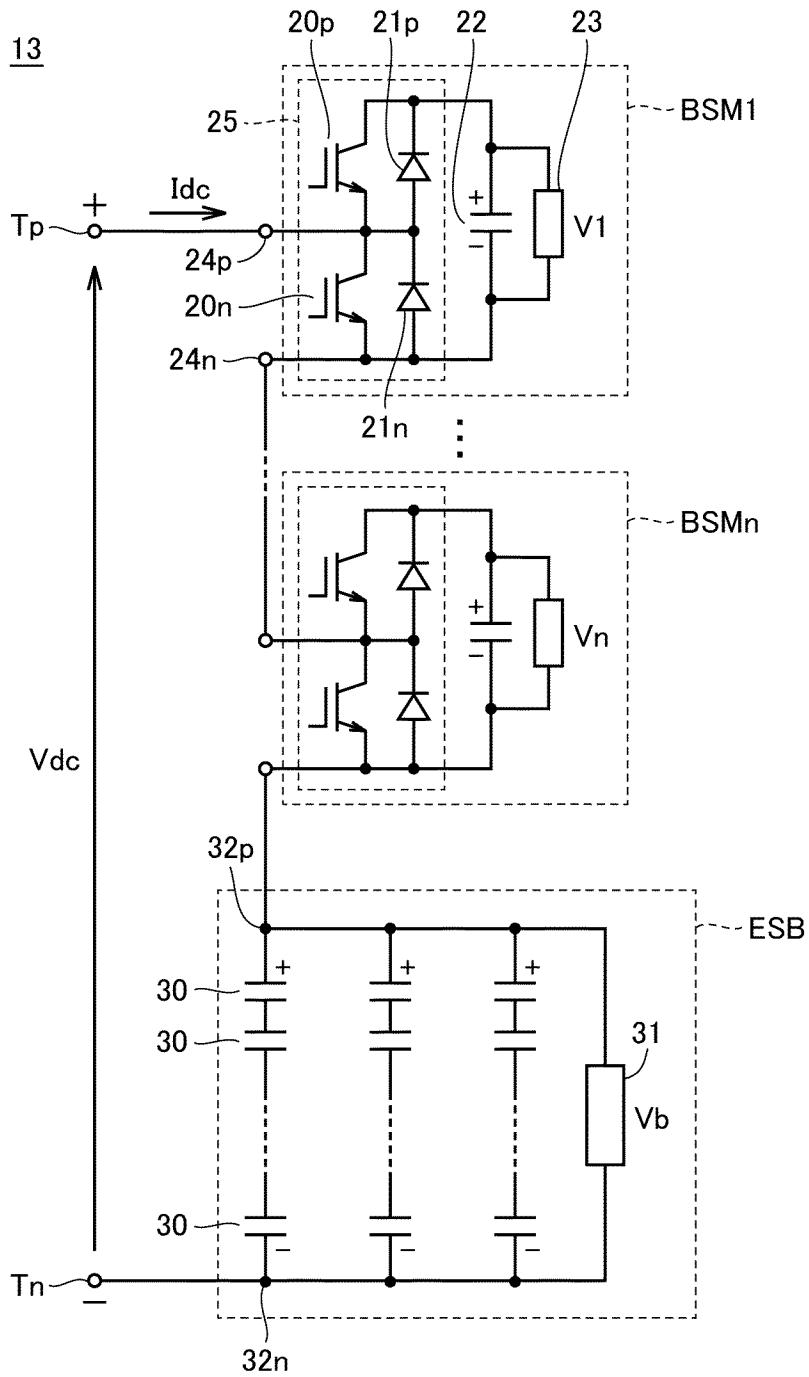 13
20p
21p
22
23
25
BSM1
+
Idc
Tp
24p
+
−
V1
20n
24n
21n
BSMn
+
−
Vn
Vdc
32p
ESB
+
+
+
30
30
31
Vb
30
−
−
−
Tn
−
32n